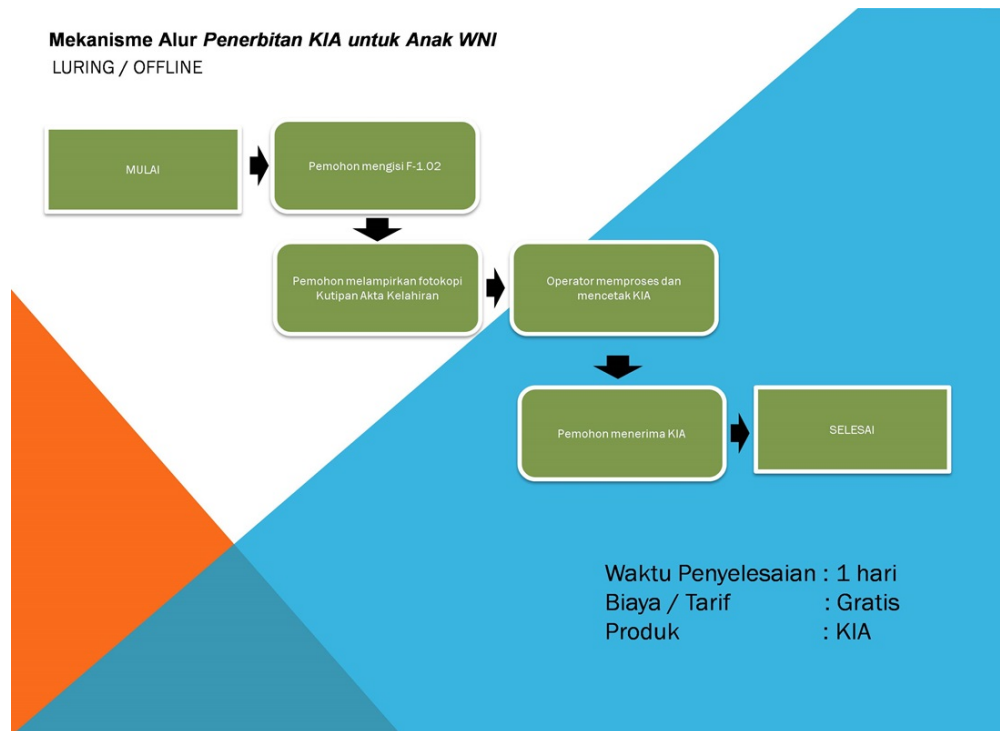 Mekanisme Alur Penerbitan KIA untuk Anak WNI
LURING / OFFLINE
MULAI
Pemohon mengisi F-1.02
Pemohon melampirkan fotokopi
Kutipan Akta Kelahiran
Operator memproses dan
mencetak KIA
Pemohon menerima KIA
SELESAI
Waktu Penyelesaian : 1 hari
Biaya / Tarif : Gratis
Produk : KIA